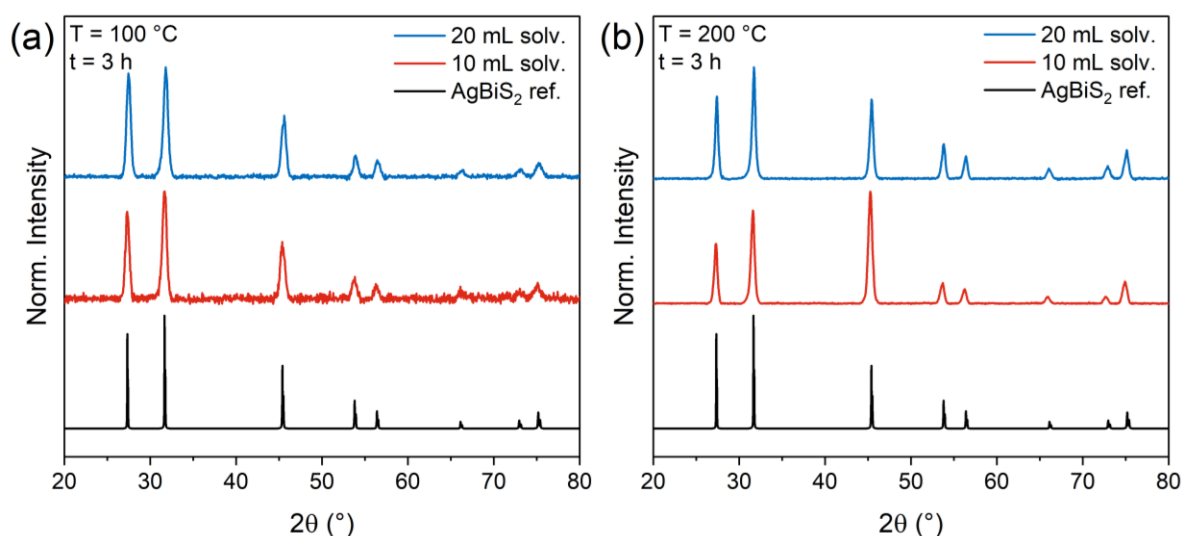 (a)
T = 100 °C
t = 3 h
20 mL solv.
10 mL solv.
AgBiS₂ ref.
Norm. Intensity
20 30 40 50 60 70 80
2θ (°)
(b)
T = 200 °C
t = 3 h
20 mL solv.
10 mL solv.
AgBiS₂ ref.
Norm. Intensity
20 30 40 50 60 70 80
2θ (°)